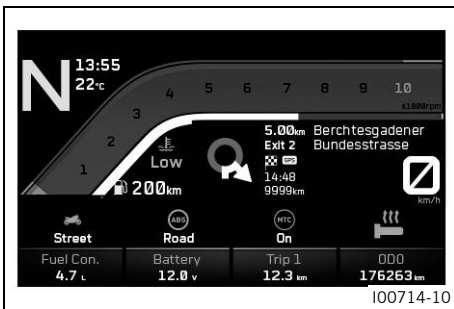 N
13:55
22°C
1 2 3 4 5 6 7 8 9 10
x1000rpm
Low
200km
5.00km Berchtesgadener
Exit 2 Bundesstrasse
GPS
14:48
9999km
0
km/h
ABS MTC
Street Road On
Fuel Con. Battery Trip 1 ODO
4.7 L 12.0 v 12.3 km 176263km
I00714-10